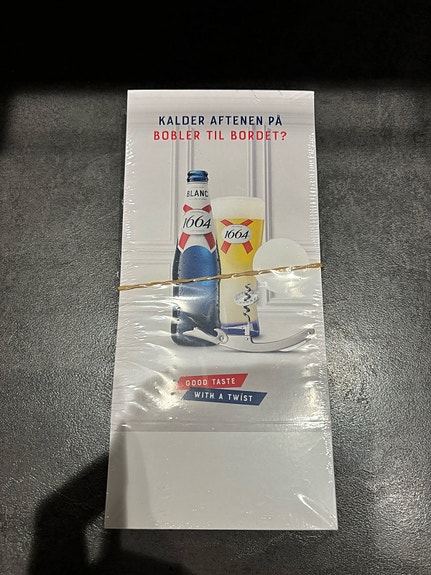 KALDER AFTENEN PÅ
BOBLER TIL BORDET?
BLANC
1664
1664
GOOD TASTE
WITH A TWIST